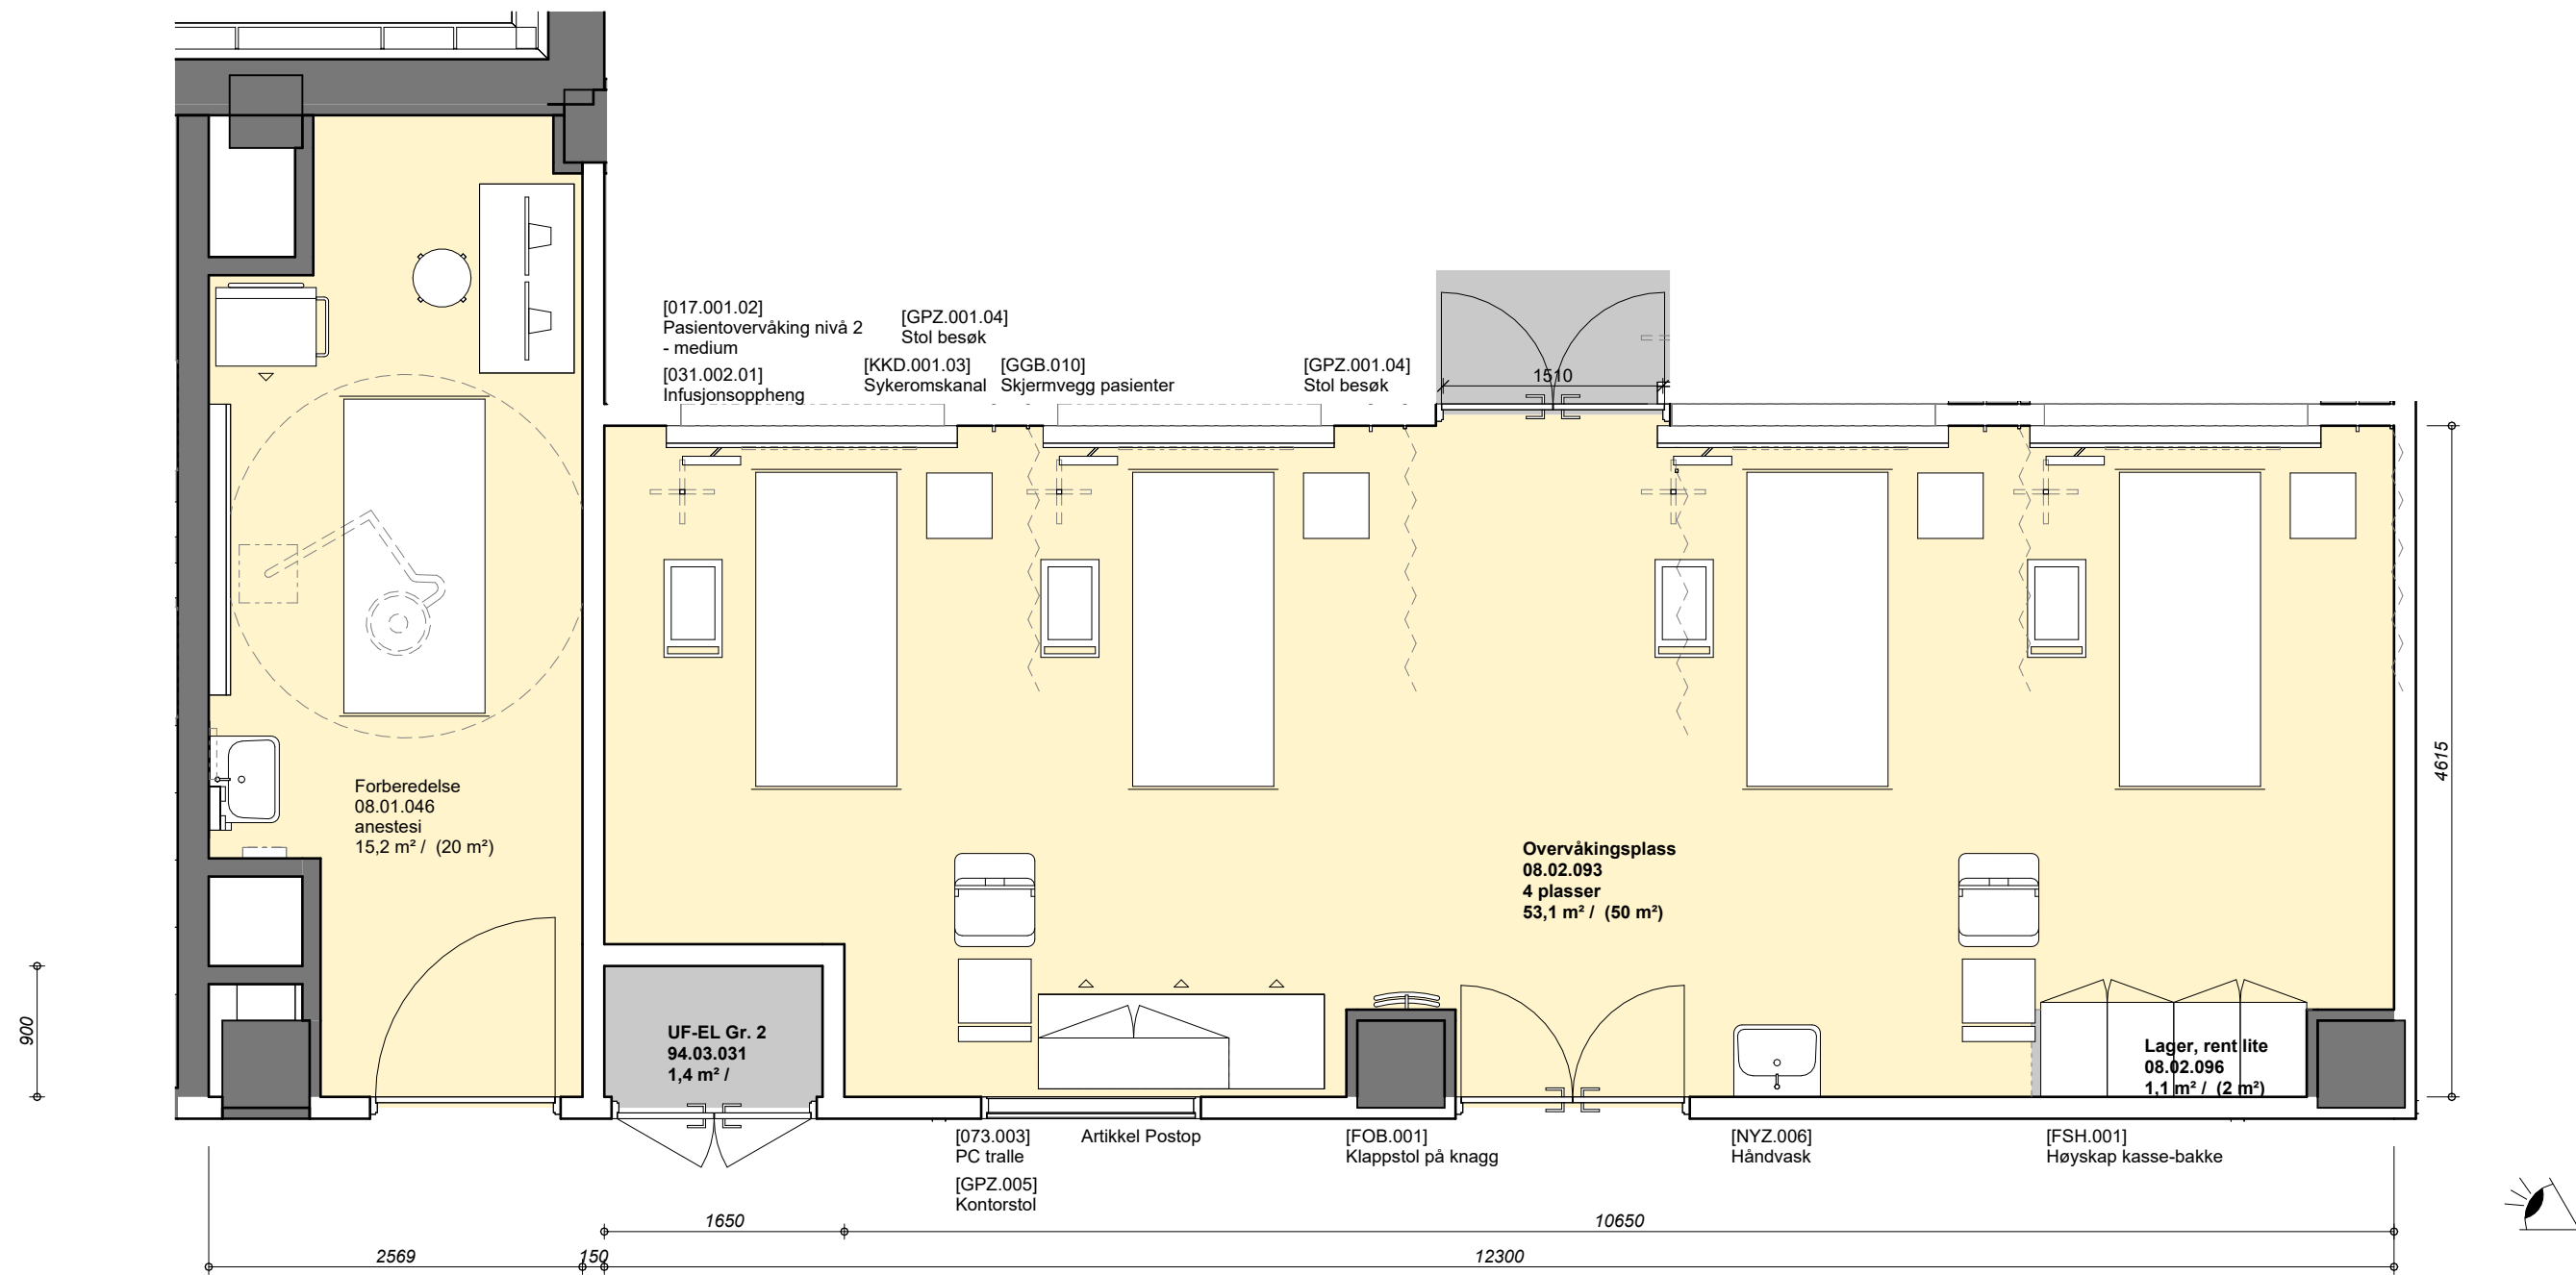 [017.001.02]
Pasientovervåking nivå 2
- medium
[031.002.01]
Infusjonsoppheng
[GPZ.001.04]
Stol besøk
[KKD.001.03]
Sykeromskanal
[GGB.010]
Skjermvegg pasienter
[GPZ.001.04]
Stol besøk
1510
4615
Forberedelse
08.01.046
anestesi
15,2 m² / (20 m²)
Overvåkingsplass
08.02.093
4 plasser
53,1 m² / (50 m²)
900
UF-EL Gr. 2
94.03.031
1,4 m² /
Lager, rent lite
08.02.096
1,1 m² / (2 m²)
[073.003]
PC tralle
[GPZ.005]
Kontorstol
Artikkel Postop
[FOB.001]
Klappstol på knagg
[NYZ.006]
Håndvask
[FSH.001]
Høyskap kasse-bakke
1650
10650
2569
150
12300